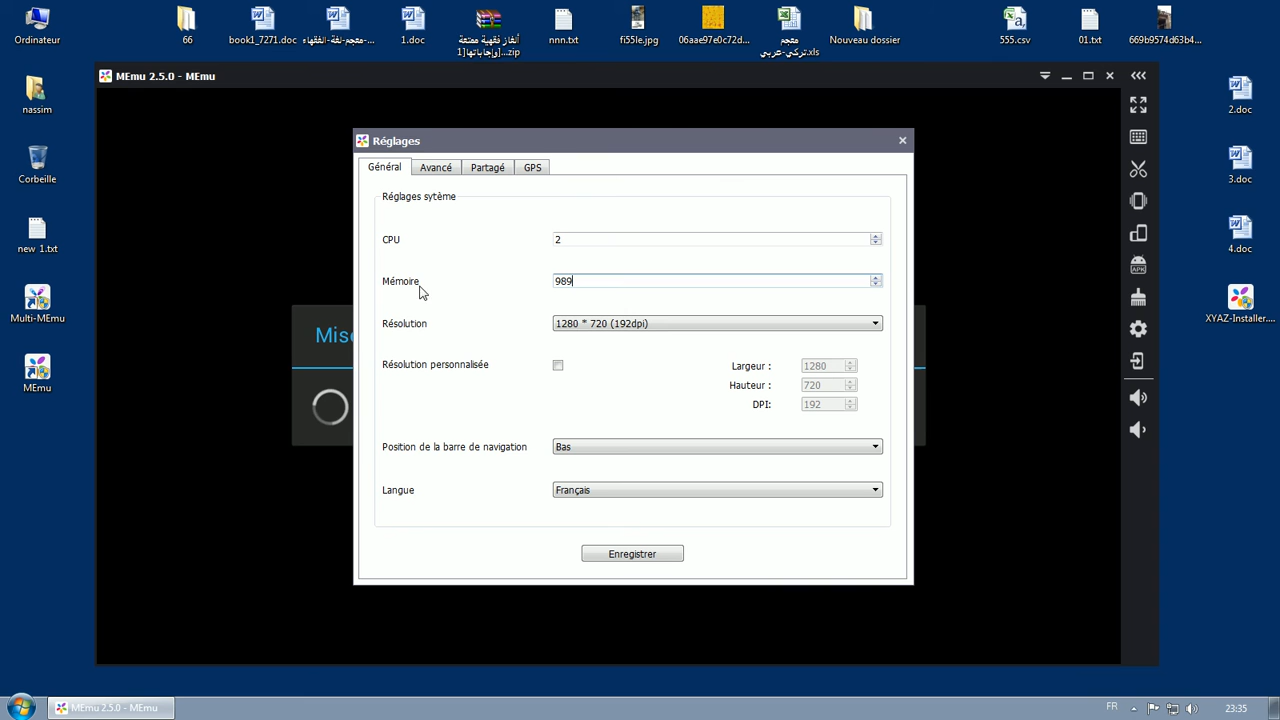 Ordinateur
66
book1_7271.doc
...-معجم-لغة-الفقهاء
1.doc
ألغاز فقهية ممتعة
وإجاباتها[1]...zip
nnn.txt
fi55le.jpg
06aae97e0c72d...
معجم
تركي-عربي.xls
Nouveau dossier
555.csv
01.txt
669b9574d63b4...
MEmu 2.5.0 - MEmu
nassim
Corbeille
new 1.txt
Multi-MEmu
MEmu
2.doc
3.doc
4.doc
XYAZ-Installer....
Réglages
Général
Avancé
Partagé
GPS
Réglages sytème
CPU
2
Mémoire
989
Résolution
1280 * 720 (192dpi)
Résolution personnalisée
Largeur :
1280
Hauteur :
720
DPI:
192
Position de la barre de navigation
Bas
Langue
Français
Enregistrer
APK
MEmu 2.5.0 - MEmu
FR
23:35